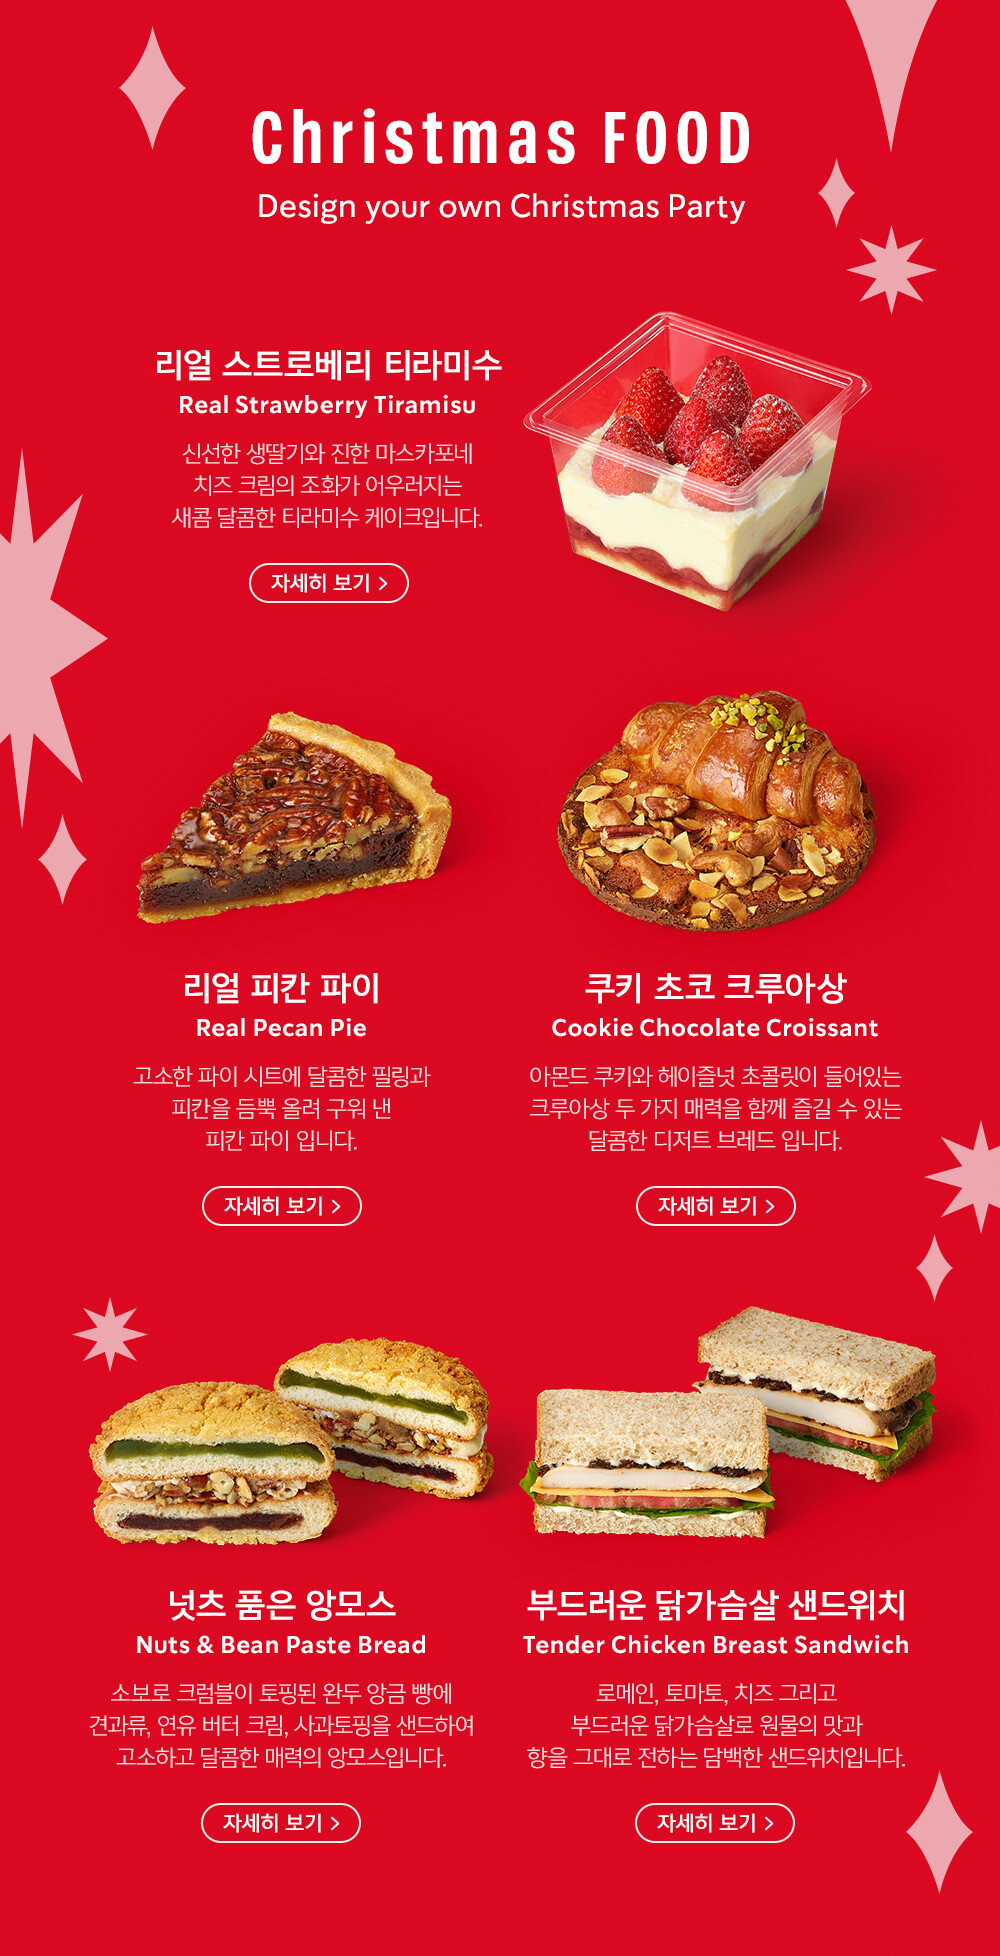 Christmas FOOD
Design your own Christmas Party
리얼 스트로베리 티라미수
Real Strawberry Tiramisu
신선한 생딸기와 진한 마스카포네
치즈 크림의 조화가 어우러지는
새콤 달콤한 티라미수 케이크입니다.
자세히 보기 >
리얼 피칸 파이
Real Pecan Pie
고소한 파이 시트에 달콤한 필링과
피칸을 듬뿍 올려 구워 낸
피칸 파이 입니다.
자세히 보기 >
쿠키 초코 크루아상
Cookie Chocolate Croissant
아몬드 쿠키와 헤이즐넛 초콜릿이 들어있는
크루아상 두 가지 매력을 함께 즐길 수 있는
달콤한 디저트 브레드 입니다.
자세히 보기 >
넛츠 품은 앙모스
Nuts & Bean Paste Bread
소보로 크럼블이 토핑된 완두 앙금 빵에
견과류, 연유 버터 크림, 사과토핑을 샌드하여
고소하고 달콤한 매력의 앙모스입니다.
자세히 보기 >
부드러운 닭가슴살 샌드위치
Tender Chicken Breast Sandwich
로메인, 토마토, 치즈 그리고
부드러운 닭가슴살로 원물의 맛과
향을 그대로 전하는 담백한 샌드위치입니다.
자세히 보기 >